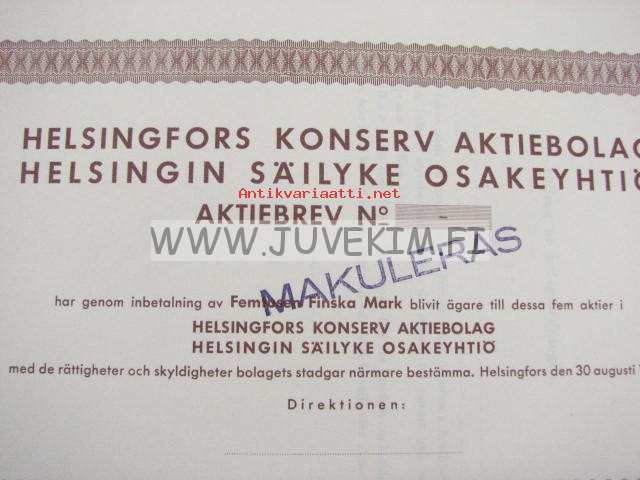 HELSINGFORS KONSERV AKTIEBOLAG
HELSINGIN SÄILYKE OSAKEYHTIÖ
Antikvariaatti.net
AKTIEBREV Nº
WWW.JUVEKIM.FI
MAKULERAS
har genom inbetalning av Femtusen Finska Mark blivit ägare till dessa fem aktier i
HELSINGFORS KONSERV AKTIEBOLAG
HELSINGIN SÄILYKE OSAKEYHTIÖ
med de rättigheter och skyldigheter bolagets stadgar närmare bestämma. Helsingfors den 30 augusti
Direktionen: